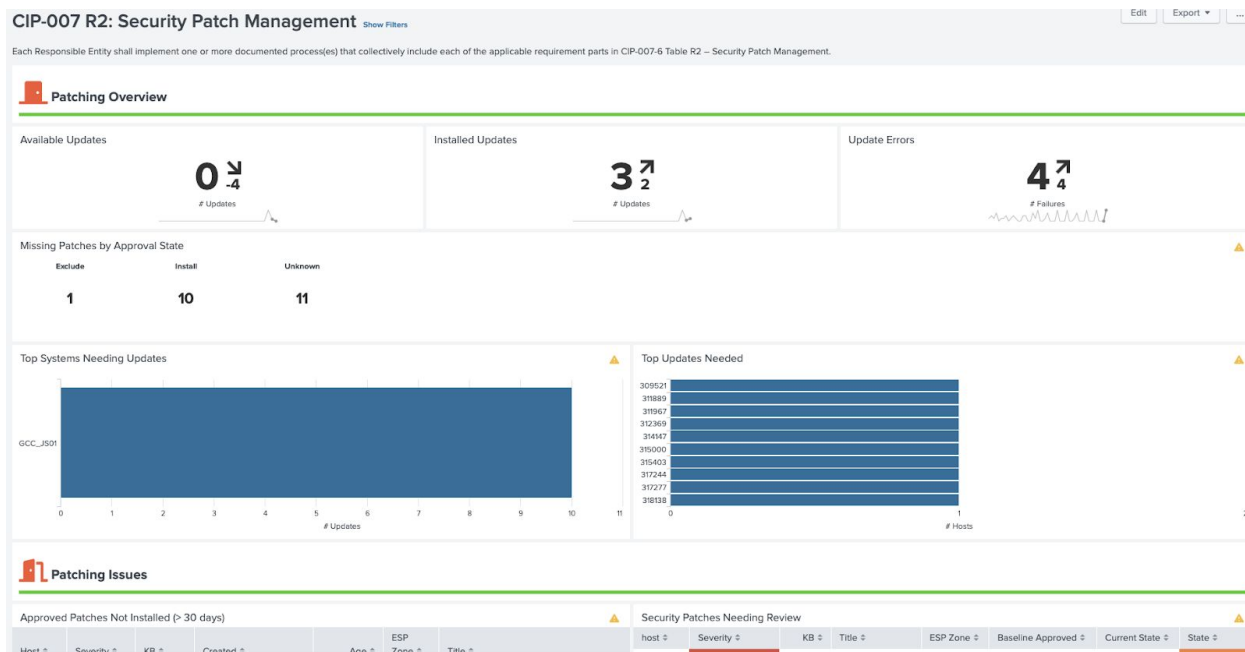 CIP-007 R2: Security Patch Management Show Filters
Edit Export ▾ ...
Each Responsible Entity shall implement one or more documented process(es) that collectively include each of the applicable requirement parts in CIP-007-6 Table R2 – Security Patch Management.
Patching Overview
Available Updates
0 -4
# Updates
Installed Updates
3 2
# Updates
Update Errors
4 4
# Failures
Missing Patches by Approval State
Exclude Install Unknown
1 10 11
Top Systems Needing Updates
GCC_JS01
0 1 2 3 4 5 6 7 8 9 10 11
# Updates
Top Updates Needed
309521
311889
311967
312369
314147
315000
315403
317244
317277
318138
0 1
# Hosts
Patching Issues
Approved Patches Not Installed (> 30 days)
Host Severity KB Created Age ESP Zone Title
Security Patches Needing Review
host Severity KB Title ESP Zone Baseline Approved Current State State